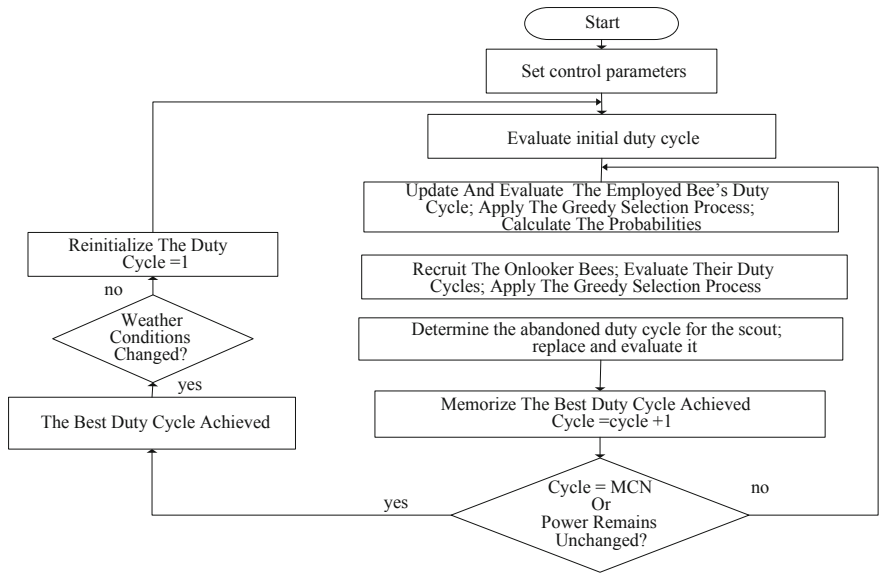 Start
Set control parameters
Evaluate initial duty cycle
Update And Evaluate The Employed Bee's Duty
Cycle; Apply The Greedy Selection Process;
Calculate The Probabilities
Recruit The Onlooker Bees; Evaluate Their Duty
Cycles; Apply The Greedy Selection Process
Determine the abandoned duty cycle for the scout;
replace and evaluate it
Memorize The Best Duty Cycle Achieved
Cycle =cycle +1
Cycle = MCN
Or
Power Remains
Unchanged?
no
yes
The Best Duty Cycle Achieved
yes
Weather
Conditions
Changed?
no
Reinitialize The Duty
Cycle =1